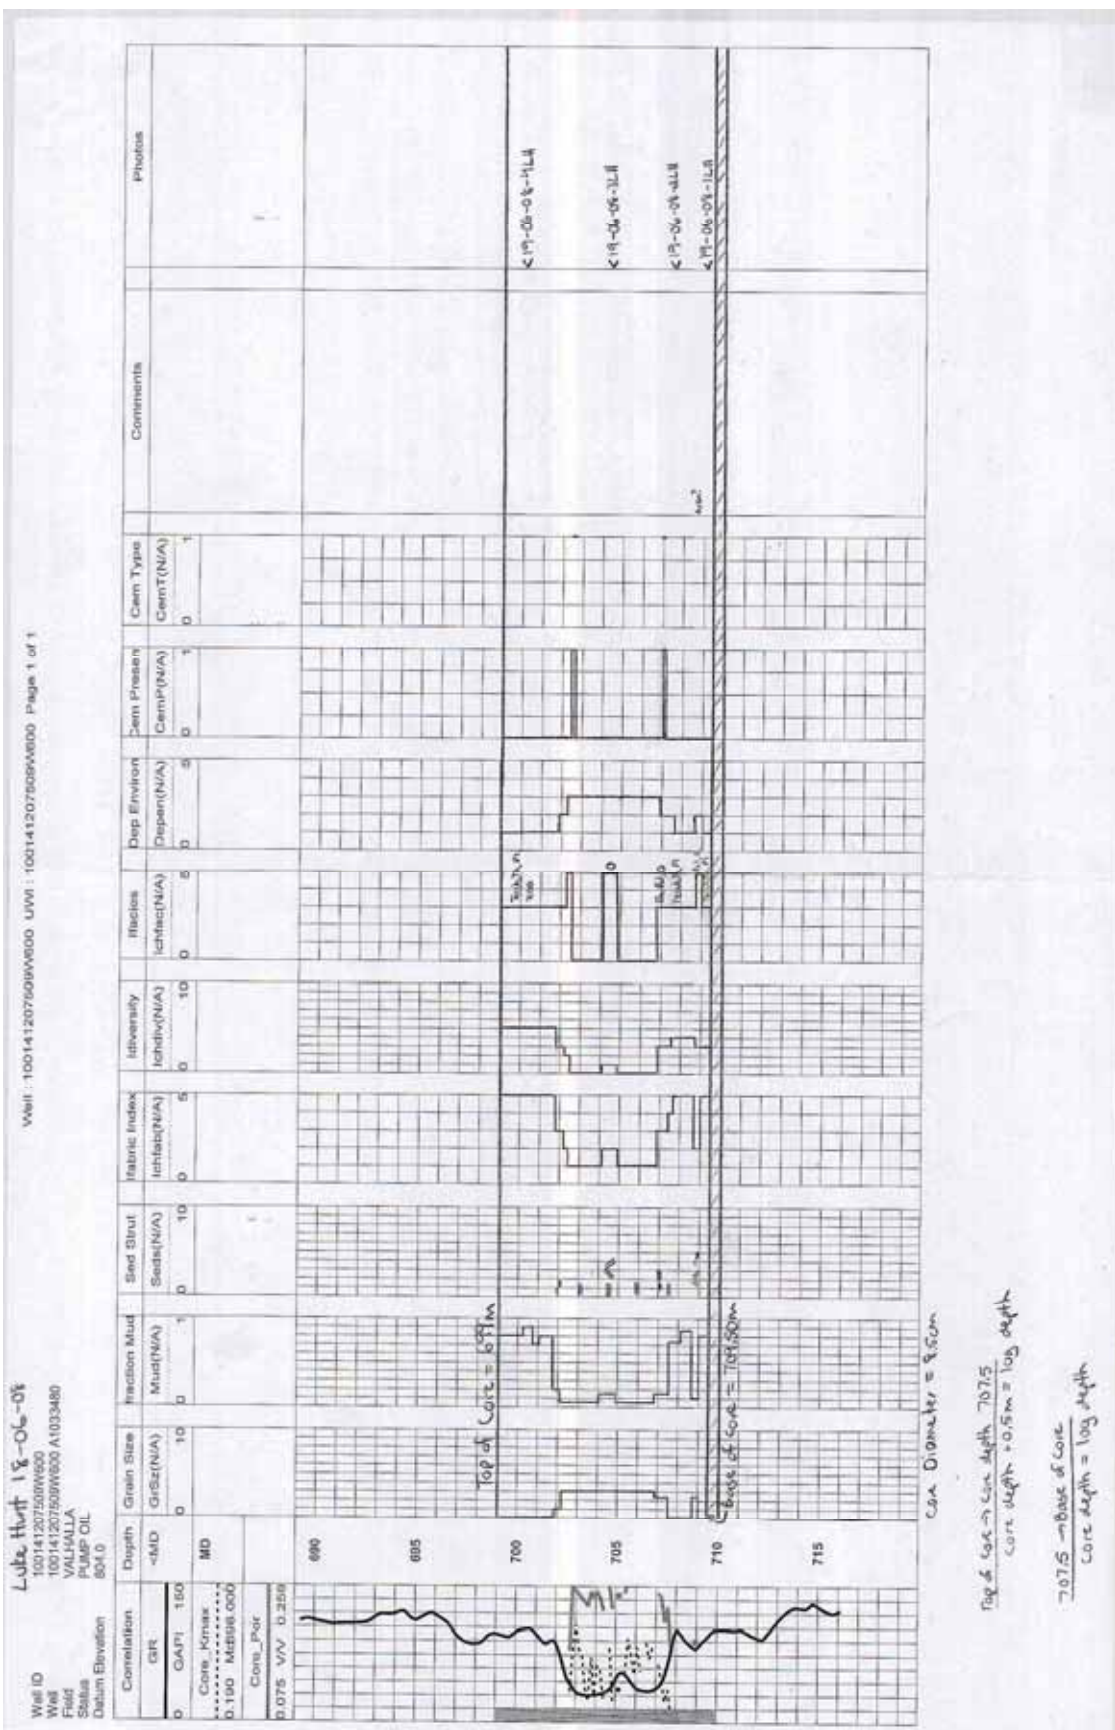 Well : 100141207509W600 UWI : 100141207509W600 Page 1 of 1
Luke Hunt 18-06-08
Well ID 100141207509W600
Well 100141207509W600 A1033480
Field VALHALLA
Status PUMP OIL
Datum Elevation 804.0
Correlation Depth Grain Size fraction Mud Sed Strut Ifabric Index Idiversity Ifacies Dep Environ Cem Presen Cem Type Comments Photos
GR <MD GrSz(N/A) Mud(N/A) Seds(N/A) Ichfab(N/A) Ichdiv(N/A) Ichfac(N/A) Depen(N/A) CemP(N/A) CemT(N/A)
0 GAPI 150 0 10 0 1 0 10 0 5 0 10 0 0 5 0 1 0 1
Core_Kmax MD
0.190
Core_Por
0.075 V/V 0.259
690
695
Top of Core = 699m
700
<19-06-08-4LH
705
710
Base of Core = 709.50m
715
Core Diameter = 8.5cm
Top of core → core depth 707.5
core depth +0.5m = log depth
707.5 → Base of core
core depth = log depth